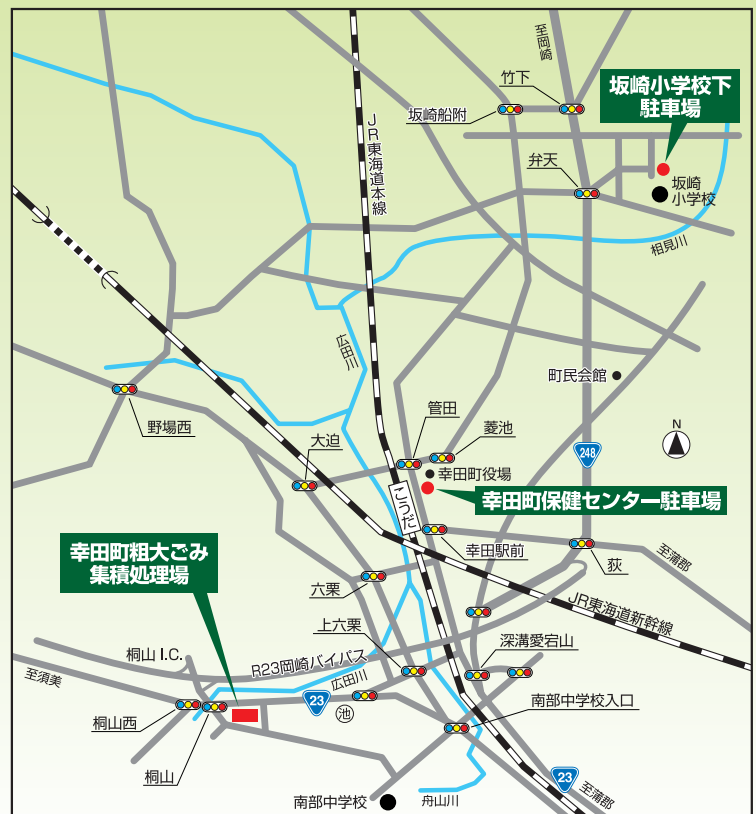 至岡崎
竹下
坂崎小学校下
駐車場
坂崎船附
JR東海道本線
弁天
坂崎
小学校
相見川
広田川
町民会館
N
野場西
管田
菱池
大迫
248
幸田町役場
こうだ
幸田町保健センター駐車場
幸田町粗大ごみ
集積処理場
幸田駅前
荻
至蒲郡
六栗
JR東海道新幹線
上六栗
深溝愛宕山
桐山I.C.
R23岡崎バイパス
至須美
広田川
23
池
南部中学校入口
桐山西
桐山
23
至蒲郡
南部中学校
舟山川